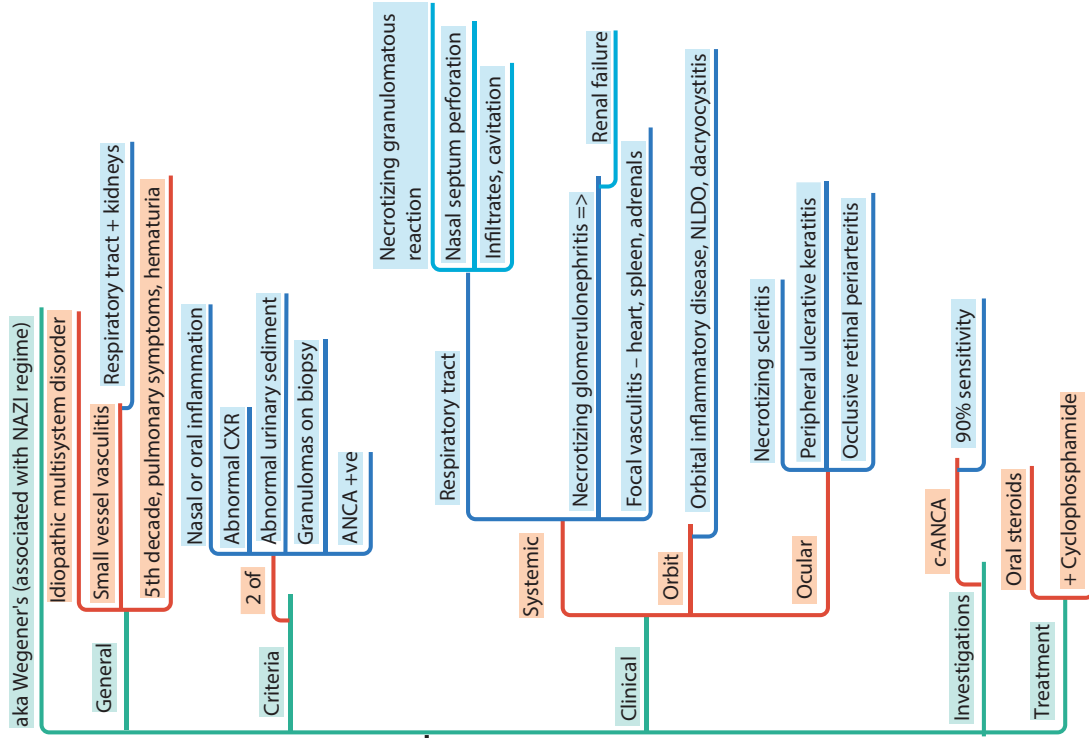 aka Wegener's (associated with NAZI regime)
General
Idiopathic multisystem disorder
Small vessel vasculitis
Respiratory tract + kidneys
5th decade, pulmonary symptoms, hematuria
Criteria
2 of
Nasal or oral inflammation
Abnormal CXR
Abnormal urinary sediment
Granulomas on biopsy
ANCA +ve
Clinical
Systemic
Respiratory tract
Necrotizing granulomatous
reaction
Nasal septum perforation
Infiltrates, cavitation
Necrotizing glomerulonephritis =>
Renal failure
Focal vasculitis – heart, spleen, adrenals
Orbit
Orbital inflammatory disease, NLDO, dacryocystitis
Ocular
Necrotizing scleritis
Peripheral ulcerative keratitis
Occlusive retinal periarteritis
Investigations
c-ANCA
90% sensitivity
Treatment
Oral steroids
+ Cyclophosphamide